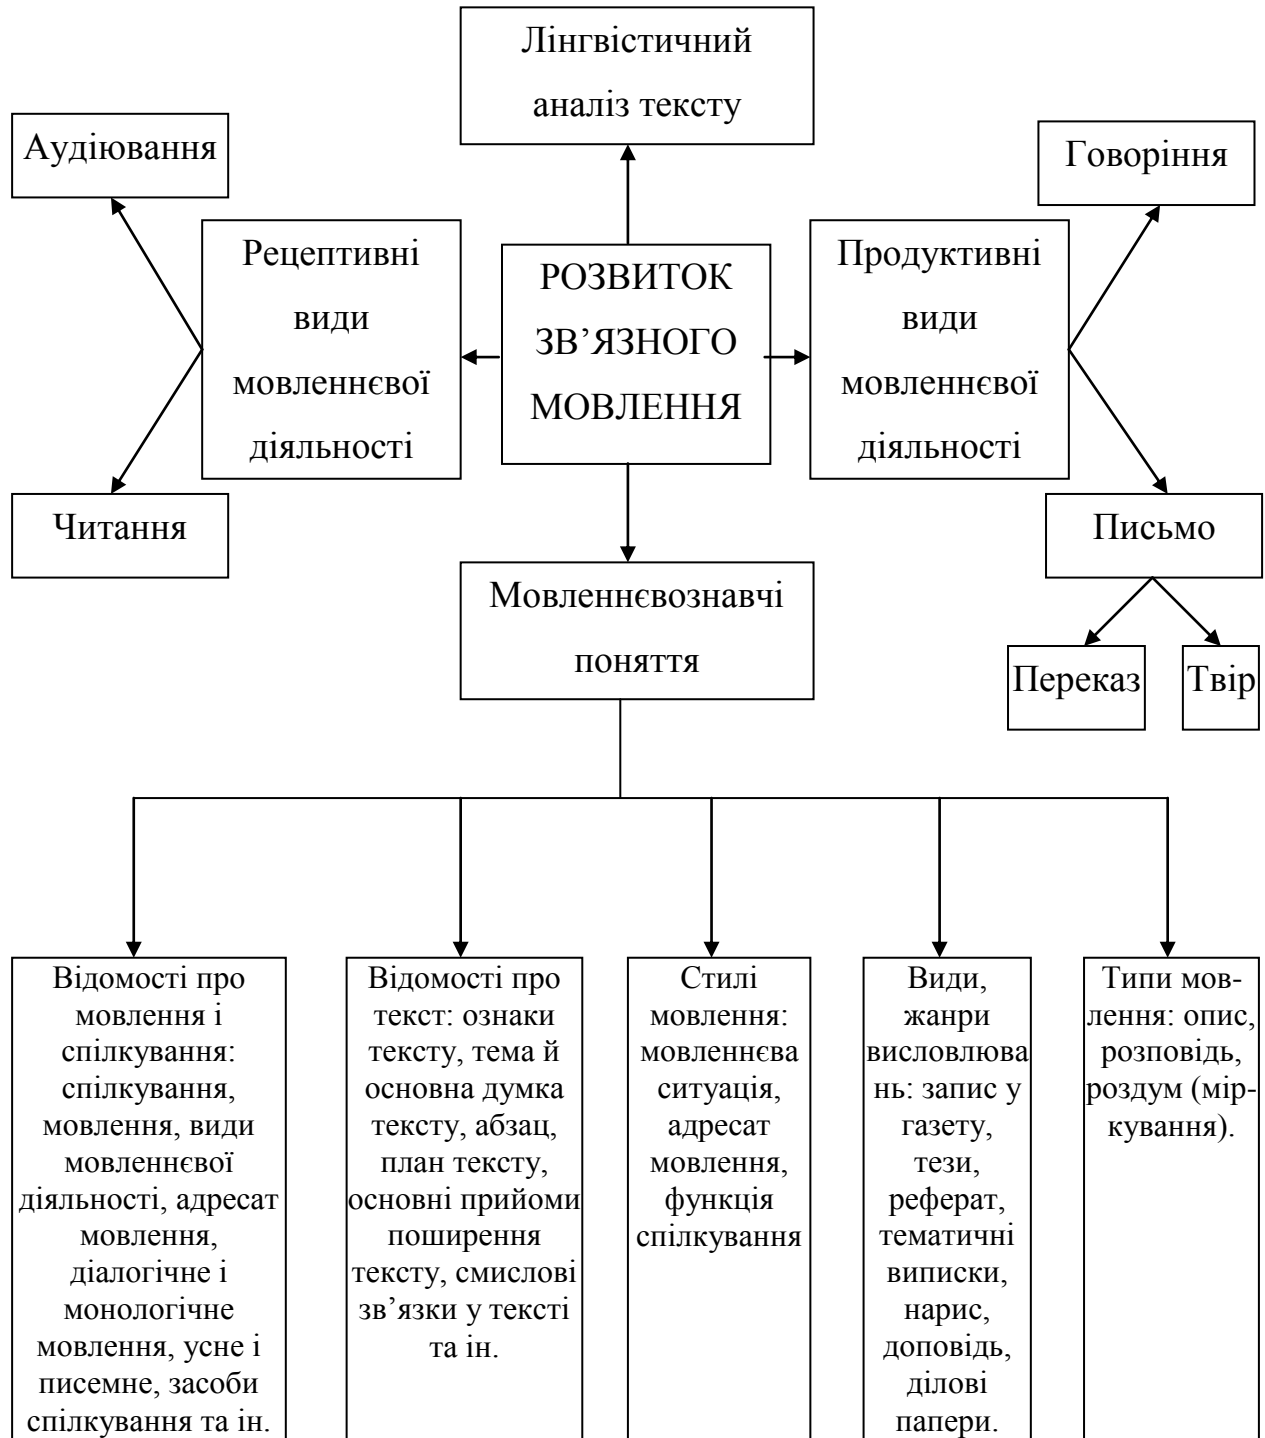 Лінгвістичний
аналіз тексту
Аудіювання
Говоріння
Рецептивні
види
мовленнєвої
діяльності
РОЗВИТОК
ЗВ’ЯЗНОГО
МОВЛЕННЯ
Продуктивні
види
мовленнєвої
діяльності
Читання
Письмо
Мовленнєвознавчі
поняття
Переказ
Твір
Відомості про
мовлення і
спілкування:
спілкування,
мовлення, види
мовленнєвої
діяльності, адресат
мовлення,
діалогічне і
монологічне
мовлення, усне і
писемне, засоби
спілкування та ін.
Відомості про
текст: ознаки
тексту, тема й
основна думка
тексту, абзац,
план тексту,
основні прийоми
поширення
тексту, смислові
зв’язки у тексті
та ін.
Стилі
мовлення:
мовленнєва
ситуація,
адресат
мовлення,
функція
спілкування
Види,
жанри
висловлюва
нь: запис у
газету,
тези,
реферат,
тематичні
виписки,
нарис,
доповідь,
ділові
папери.
Типи мов-
лення: опис,
розповідь,
роздум (мір-
кування).